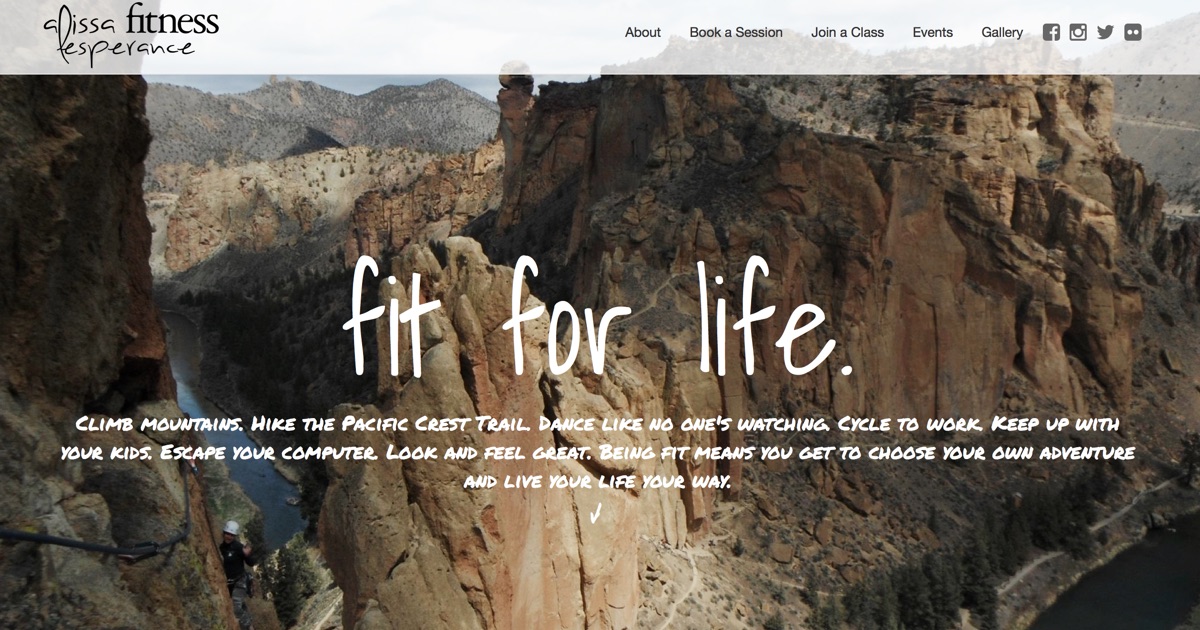 alissa fitness
lesperance
About Book a Session Join a Class Events Gallery
fit for life.
Climb mountains. Hike the Pacific Crest Trail. Dance like no one's watching. Cycle to work. Keep up with
your kids. Escape your computer. Look and feel great. Being fit means you get to choose your own adventure
and live your life your way.